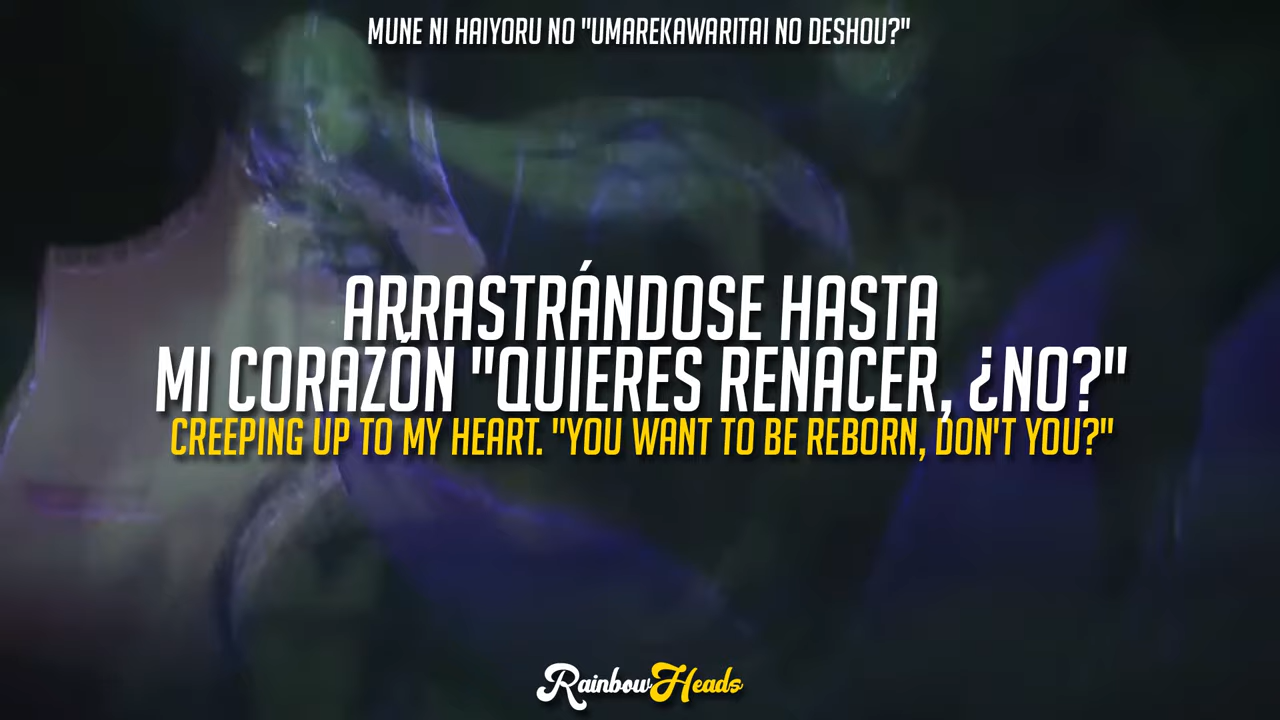 MUNE NI HAIYORU NO "UMAREKAWARITAI NO DESHOU?"
ARRASTRÁNDOSE HASTA
MI CORAZÓN "QUIERES RENACER, ¿NO?"
CREEPING UP TO MY HEART. "YOU WANT TO BE REBORN, DON'T YOU?"
RainbowHeads